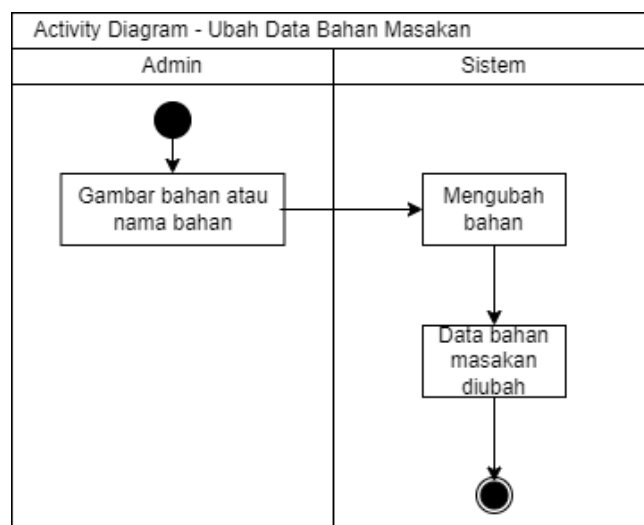 Activity Diagram - Ubah Data Bahan Masakan
Admin
Sistem
Gambar bahan atau
nama bahan
Mengubah
bahan
Data bahan
masakan
diubah